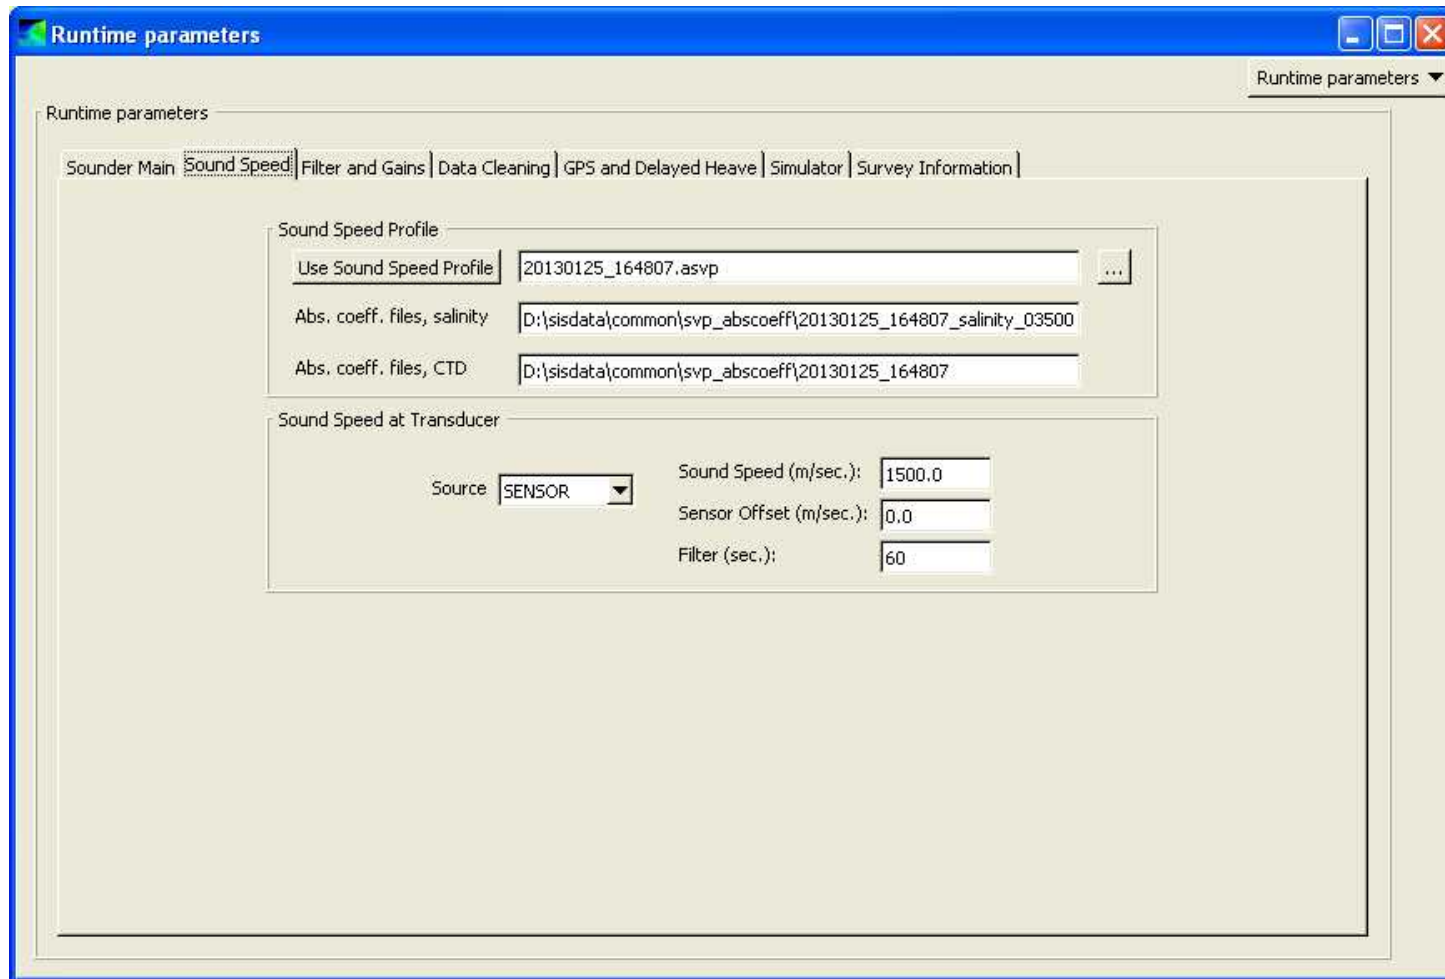 Runtime parameters
Runtime parameters
Runtime parameters
Sounder Main Sound Speed Filter and Gains Data Cleaning GPS and Delayed Heave Simulator Survey Information
Sound Speed Profile
Use Sound Speed Profile 20130125_164807.asvp ...
Abs. coeff. files, salinity D:\sisdata\common\svp_abscoeff\20130125_164807_salinity_03500
Abs. coeff. files, CTD D:\sisdata\common\svp_abscoeff\20130125_164807
Sound Speed at Transducer
Source SENSOR Sound Speed (m/sec.): 1500.0
Sensor Offset (m/sec.): 0.0
Filter (sec.): 60